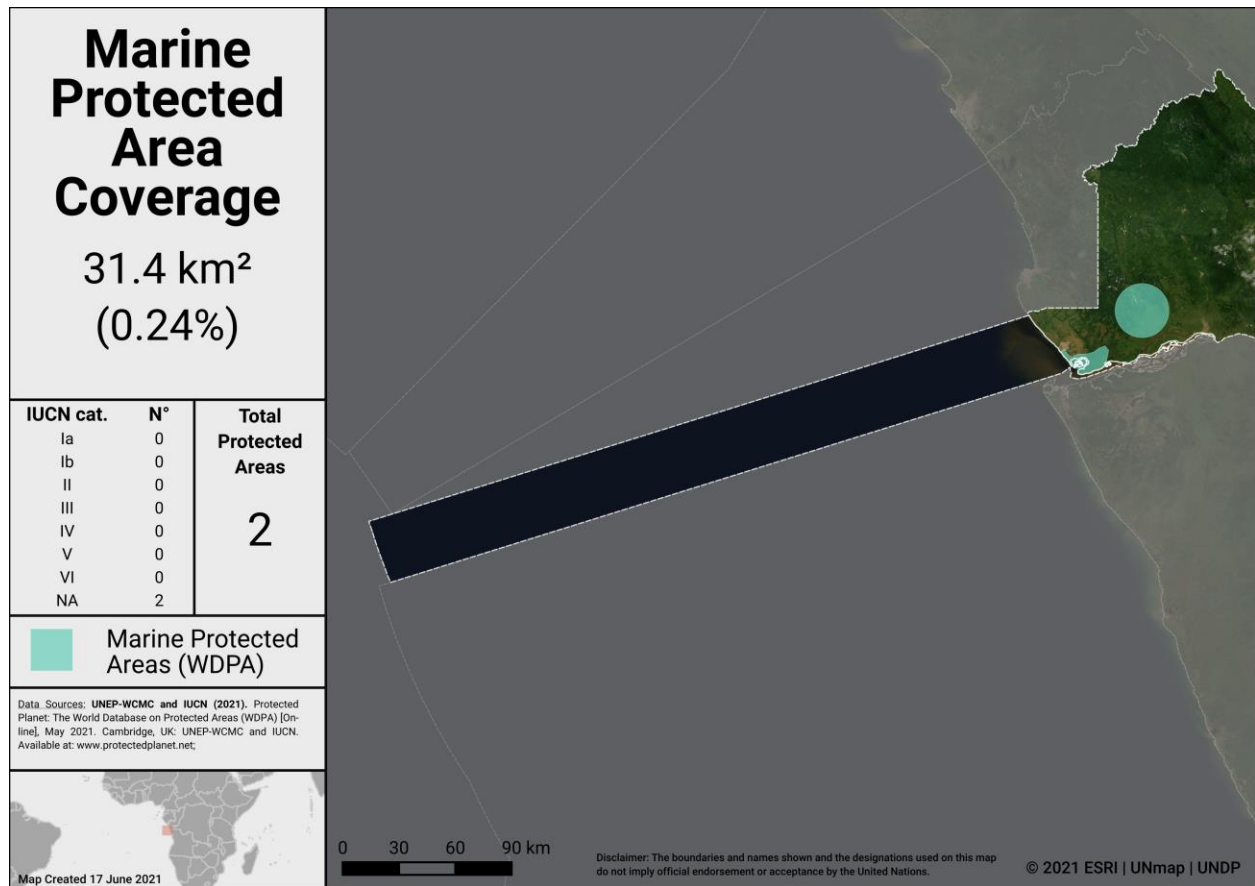 Marine
Protected
Area
Coverage
31.4 km²
(0.24%)
IUCN cat. N°
Ia 0
Ib 0
II 0
III 0
IV 0
V 0
VI 0
NA 2
Total
Protected
Areas
2
Marine Protected
Areas (WDPA)
Data Sources: UNEP-WCMC and IUCN (2021). Protected
Planet: The World Database on Protected Areas (WDPA) [On-
line], May 2021. Cambridge, UK: UNEP-WCMC and IUCN.
Available at: www.protectedplanet.net;
Map Created 17 June 2021
0 30 60 90 km
Disclaimer: The boundaries and names shown and the designations used on this map
do not imply official endorsement or acceptance by the United Nations.
© 2021 ESRI | UNmap | UNDP